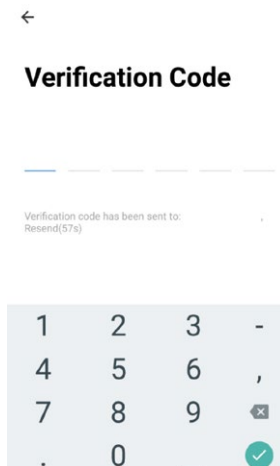 Verification Code
Verification code has been sent to:
Resend(57s)
1 2 3 -
4 5 6 ,
7 8 9
. 0